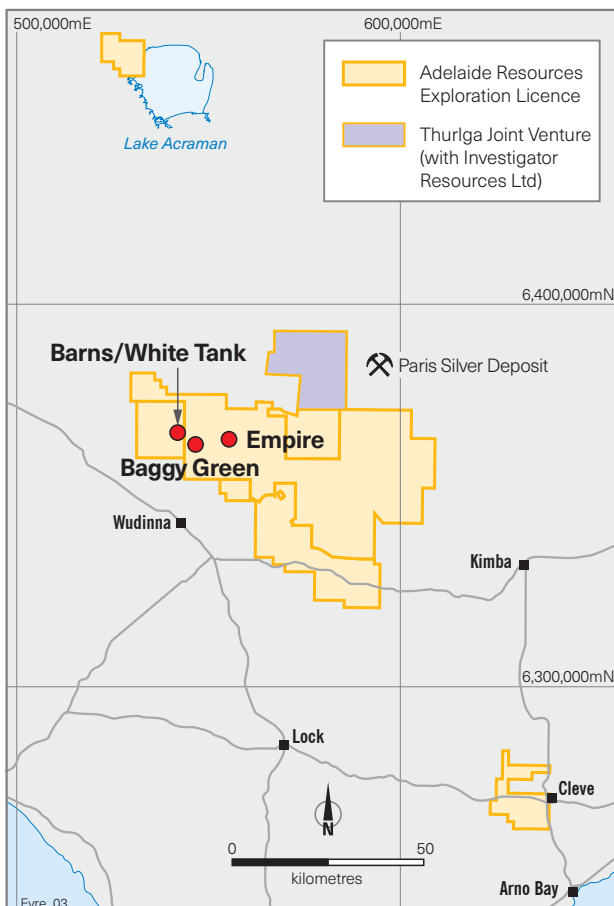 500,000mE
600,000mE
Adelaide Resources
Exploration Licence
Thurlga Joint Venture
(with Investigator
Resources Ltd)
Lake Acraman
6,400,000mN
Barns/White Tank
Paris Silver Deposit
Empire
Baggy Green
Wudinna
Kimba
6,300,000mN
Lock
Cleve
N
0
50
kilometres
Arno Bay
Eyre_03